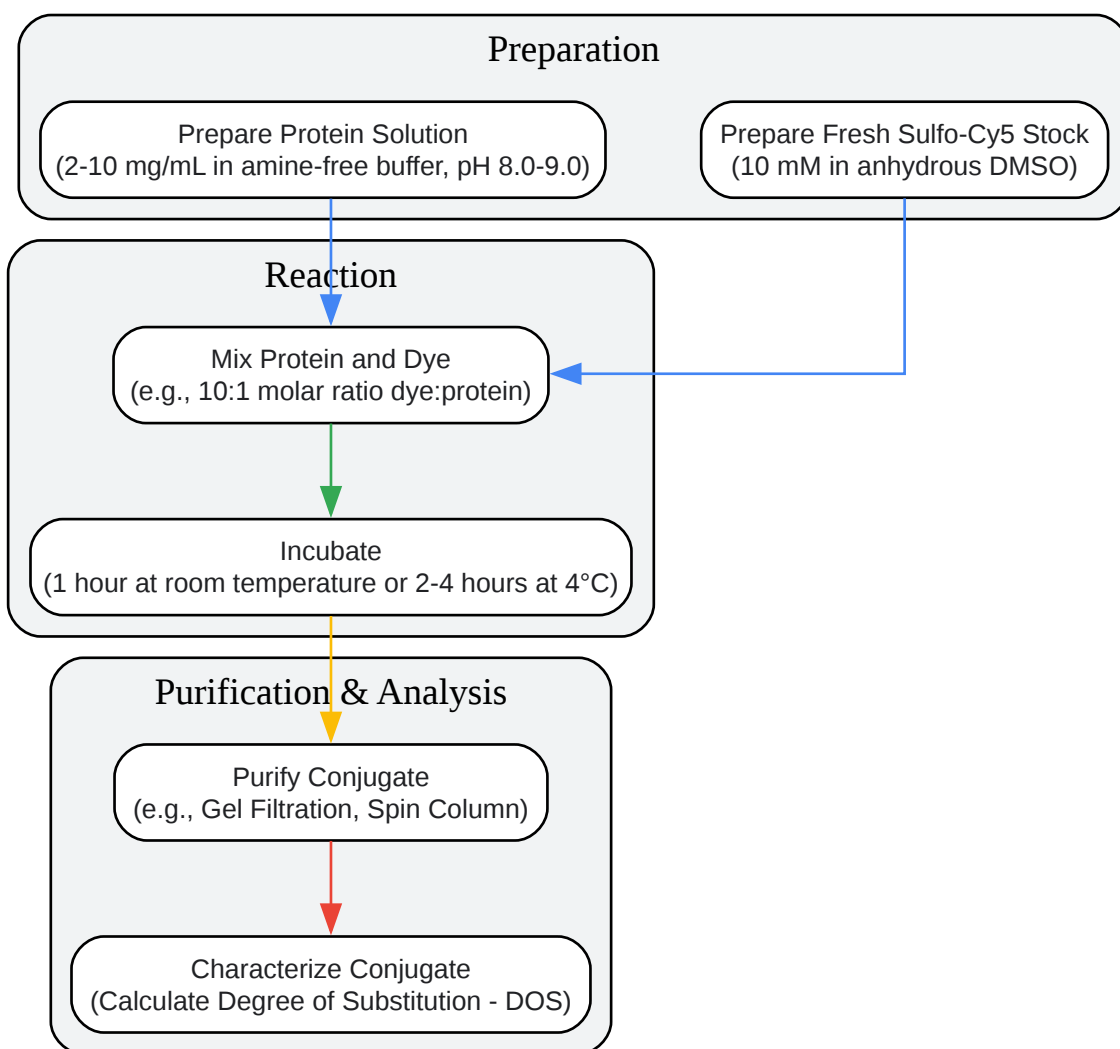 Preparation
Prepare Protein Solution
(2-10 mg/mL in amine-free buffer, pH 8.0-9.0)
Prepare Fresh Sulfo-Cy5 Stock
(10 mM in anhydrous DMSO)
Reaction
Mix Protein and Dye
(e.g., 10:1 molar ratio dye:protein)
Incubate
(1 hour at room temperature or 2-4 hours at 4°C)
Purification & Analysis
Purify Conjugate
(e.g., Gel Filtration, Spin Column)
Characterize Conjugate
(Calculate Degree of Substitution - DOS)